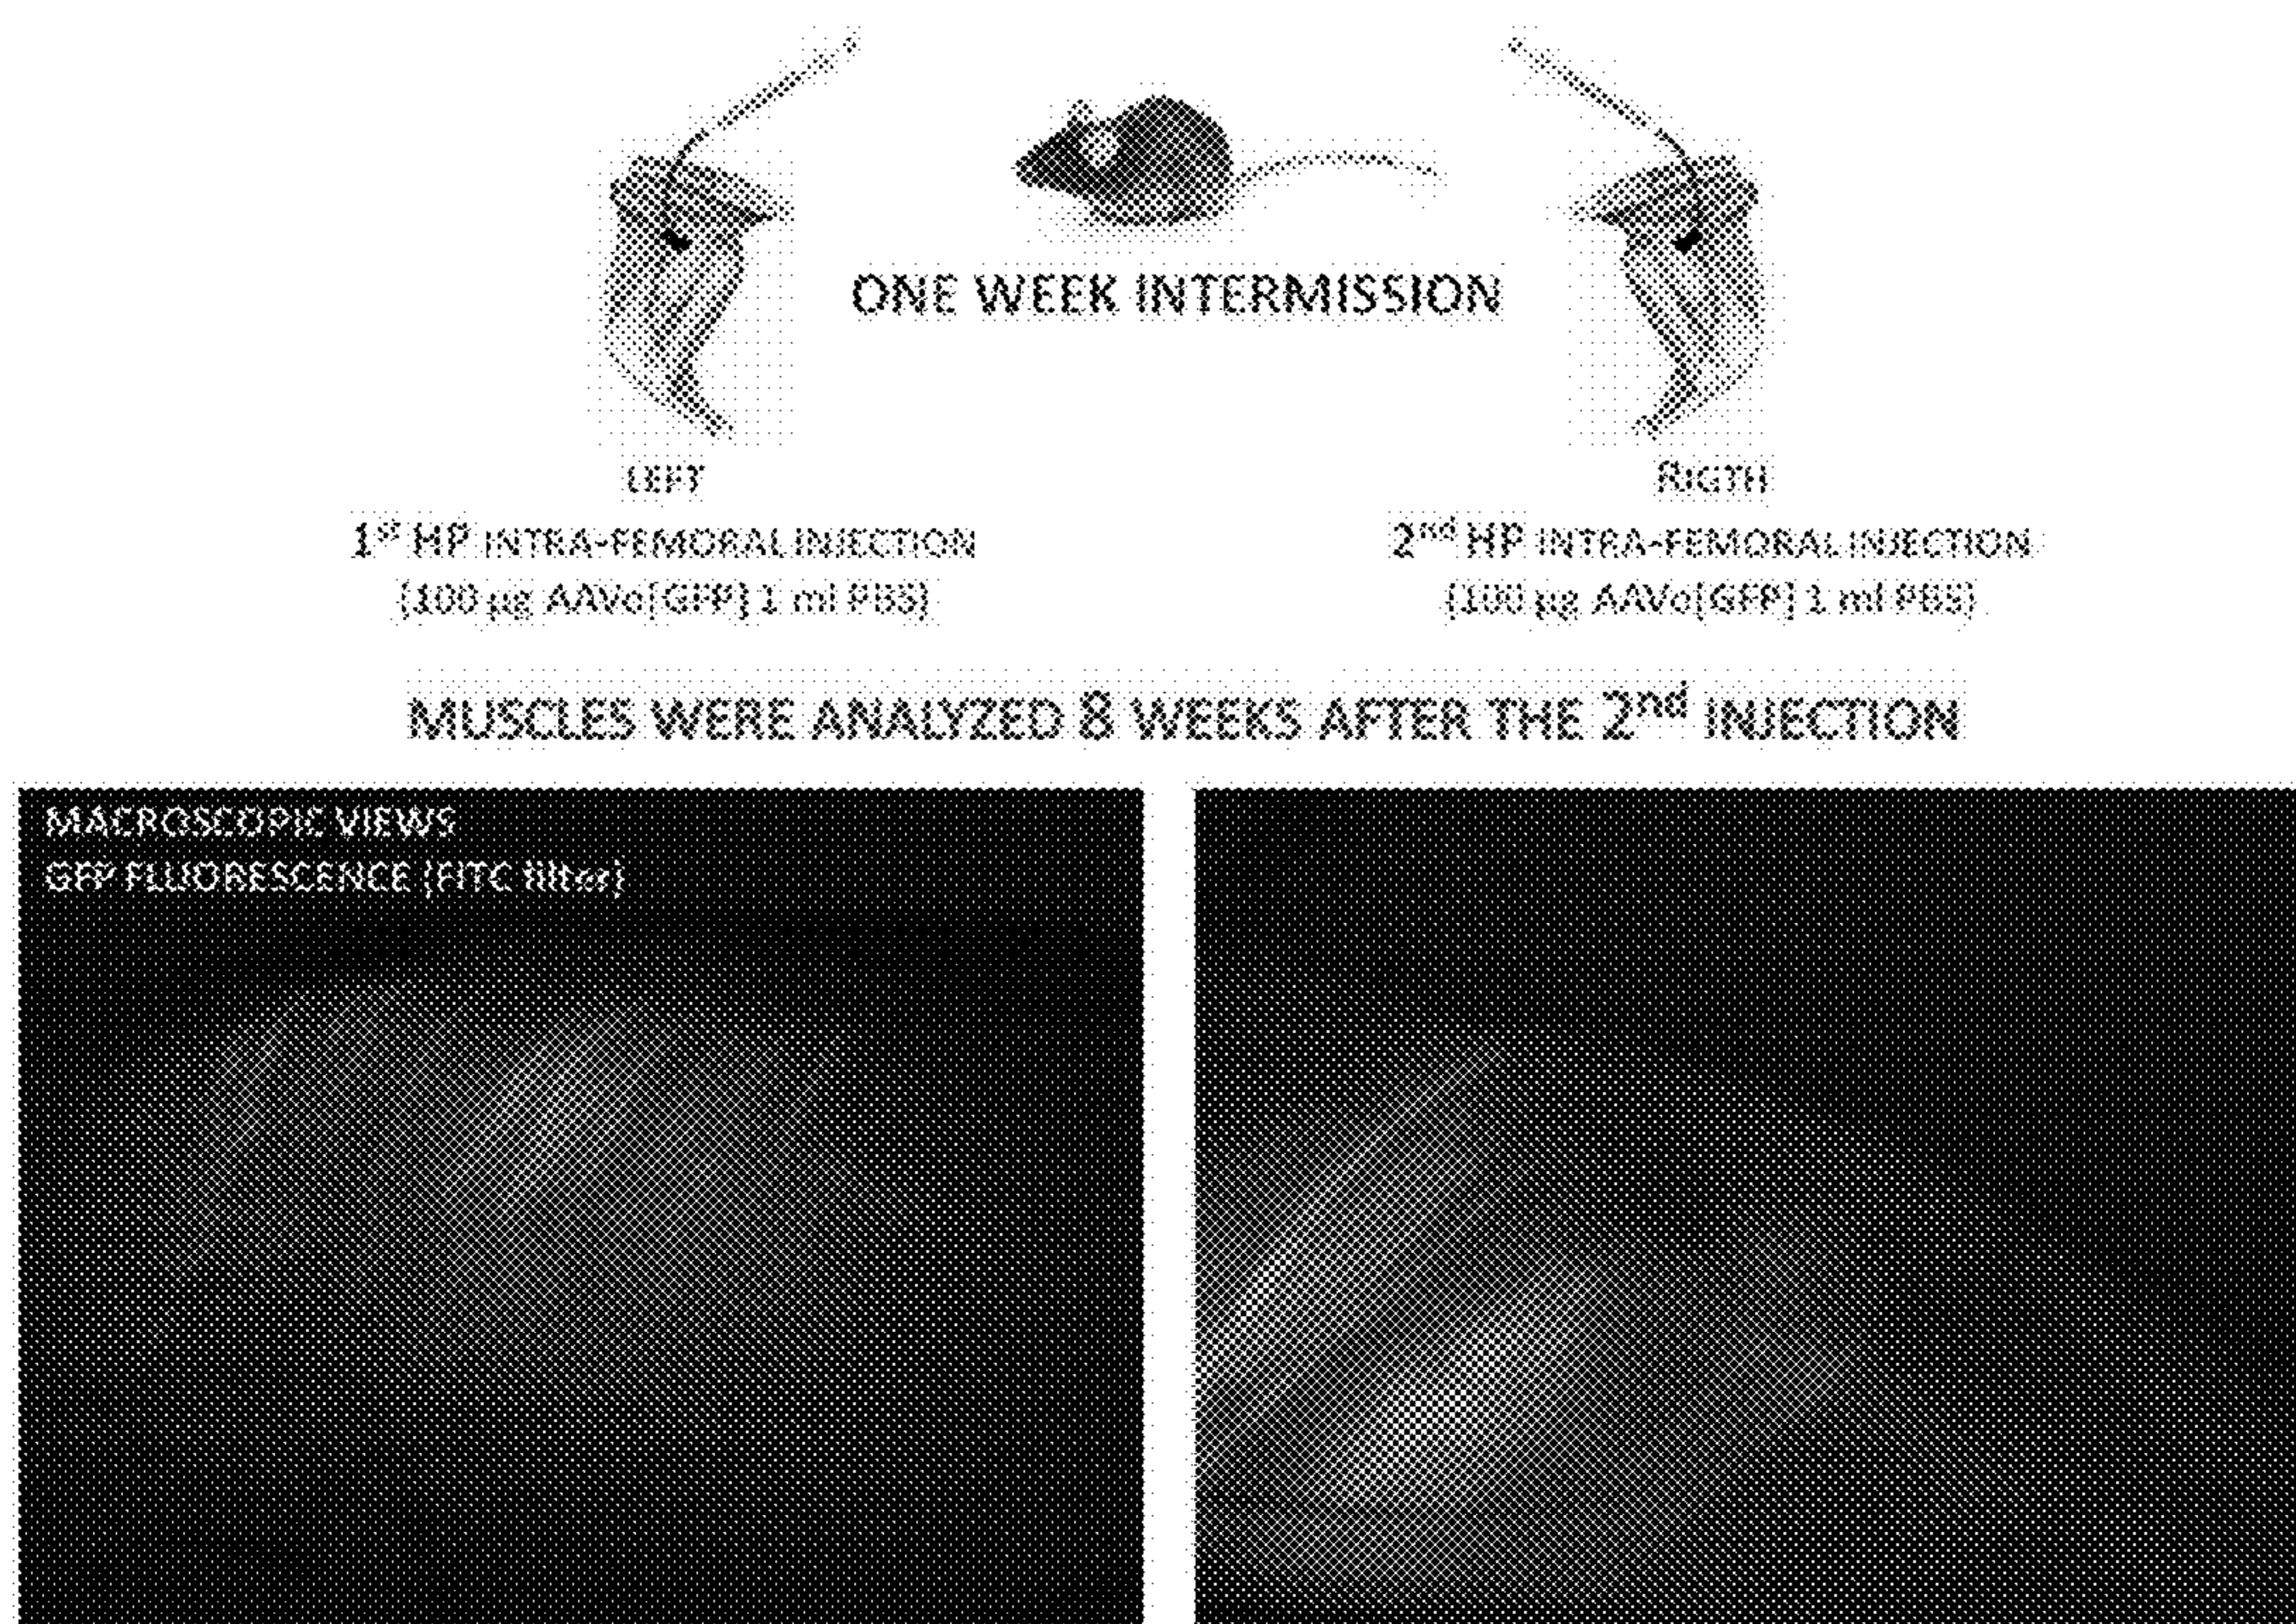 ONE WEEK INTERMISSION
LEFT
1st HP INTRA-FEMORAL INJECTION
(100 µg AAVo[GFP] 1 ml PBS)
RIGTH
2nd HP INTRA-FEMORAL INJECTION
(100 µg AAVo[GFP] 1 ml PBS)
MUSCLES WERE ANALYZED 8 WEEKS AFTER THE 2nd INJECTION
MACROSCOPIC VIEWS
GFP FLUORESCENCE (FITC filter)